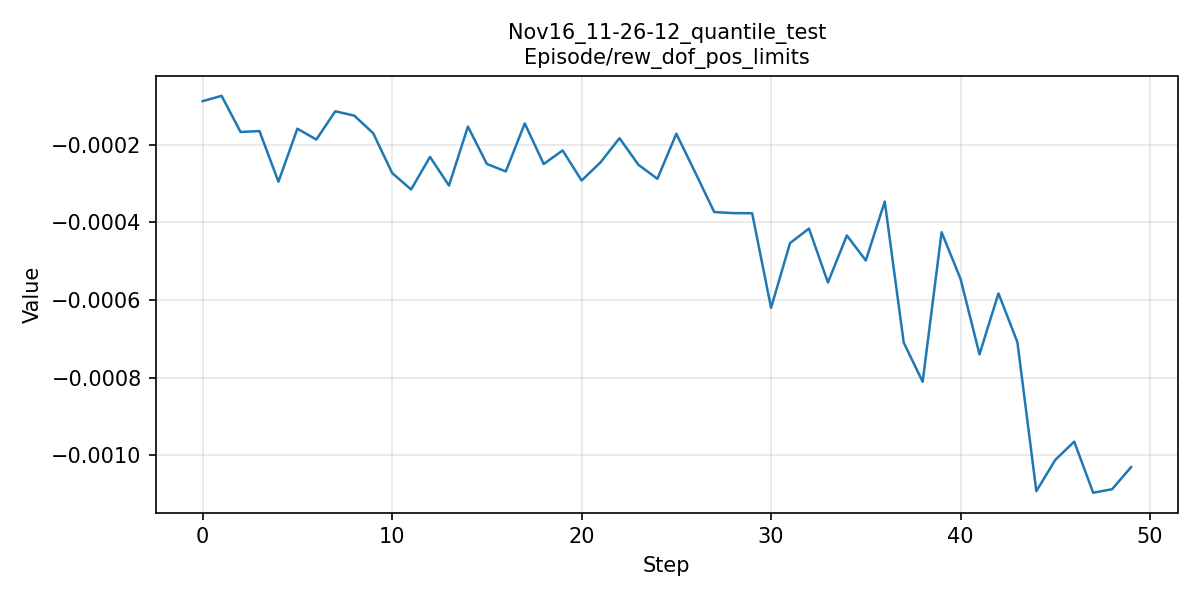 Nov16_11-26-12_quantile_test
Episode/rew_dof_pos_limits
−0.0002
−0.0004
−0.0006
−0.0008
−0.0010
Value
0 10 20 30 40 50
Step